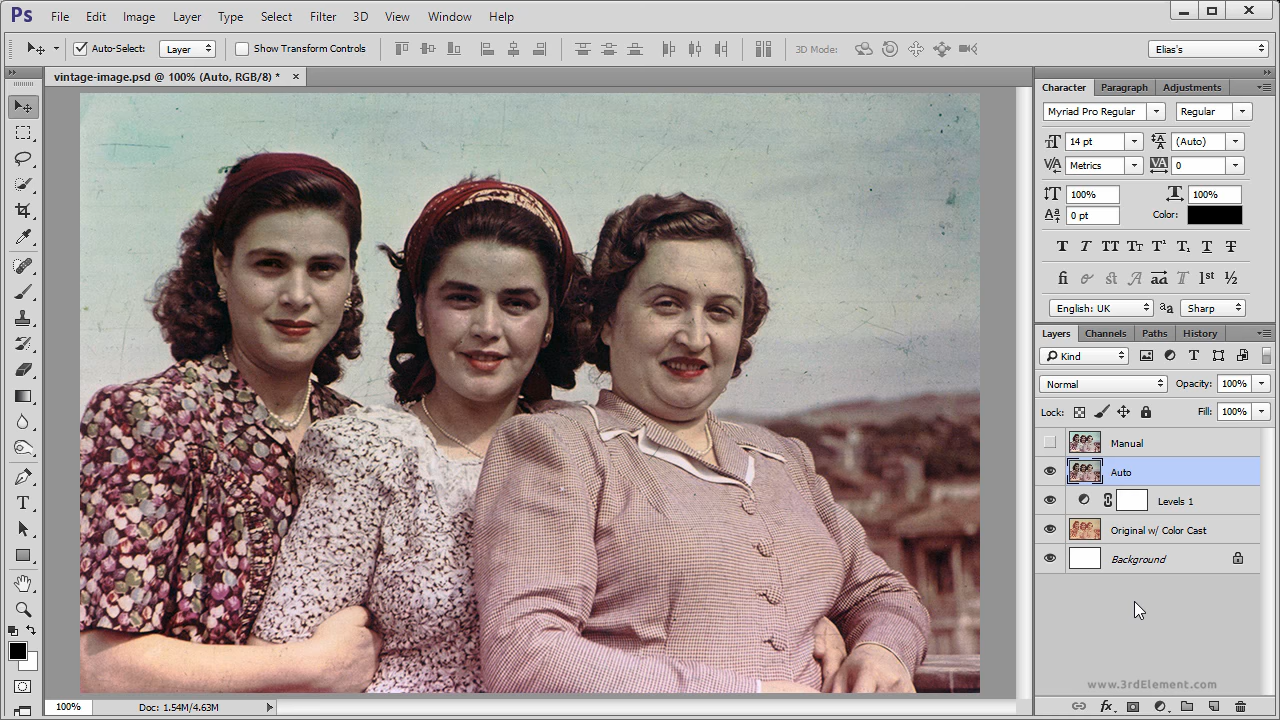 Ps File Edit Image Layer Type Select Filter 3D View Window Help
Auto-Select: Layer Show Transform Controls 3D Mode: Elias's
vintage-image.psd @ 100% (Auto, RGB/8) * ×
Character Paragraph Adjustments
Myriad Pro Regular Regular
14 pt (Auto)
Metrics 0
100% 100%
0 pt Color:
T T TT Tr T¹ T₁ T T
fi st A aa T 1st ½
English: UK aa Sharp
Layers Channels Paths History
Kind
Normal Opacity: 100%
Lock: Fill: 100%
Manual
Auto
Levels 1
Original w/ Color Cast
Background
www.3rdElement.com
100% Doc: 1.54M/4.63M
fx